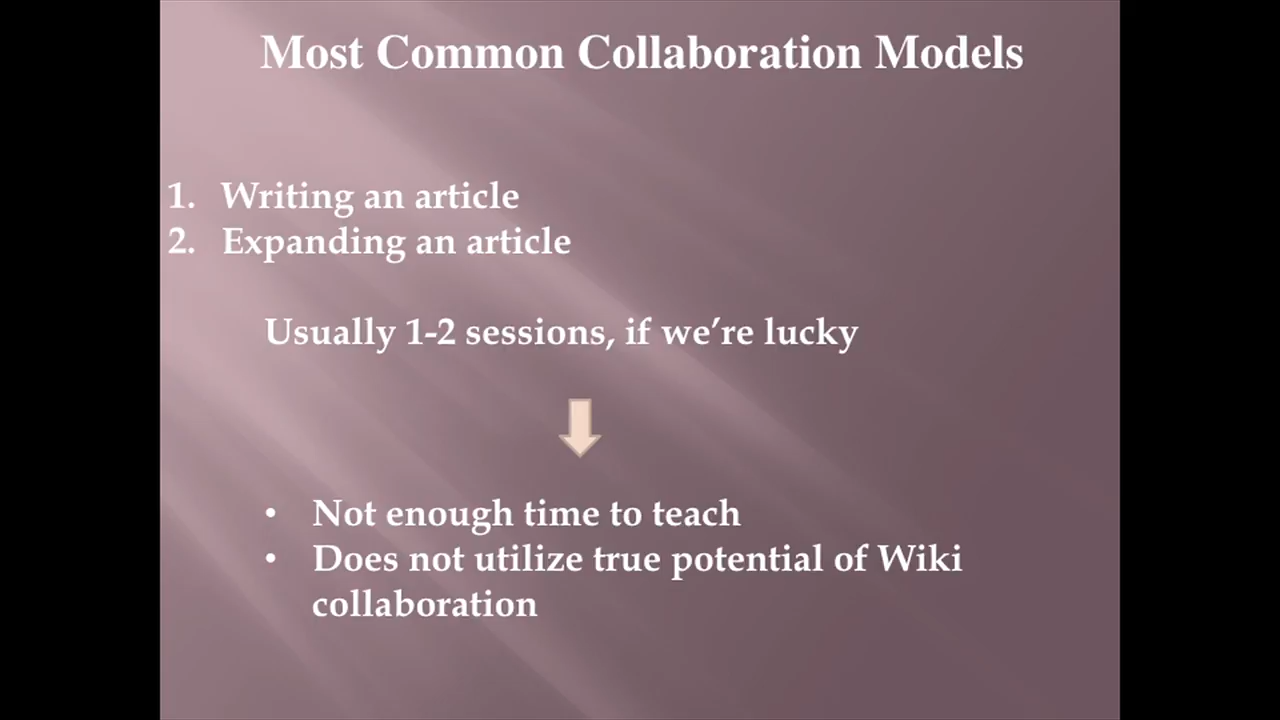 Most Common Collaboration Models
1. Writing an article
2. Expanding an article
Usually 1-2 sessions, if we’re lucky
• Not enough time to teach
• Does not utilize true potential of Wiki
collaboration